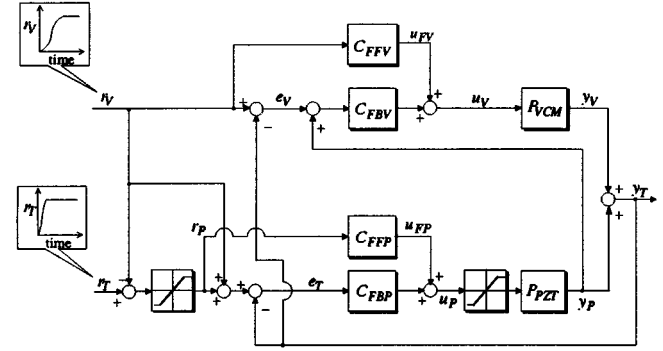 r_V
time
C_FFV
u_FV
r_V
+
e_V
+
C_FBV
+
+
u_V
P_VCM
y_V
−
+
r_T
time
r_P
C_FFP
u_FP
+
y_T
+
r_T
−
+
+
+
+
e_T
C_FBP
+
+
u_P
P_PZT
y_P
−